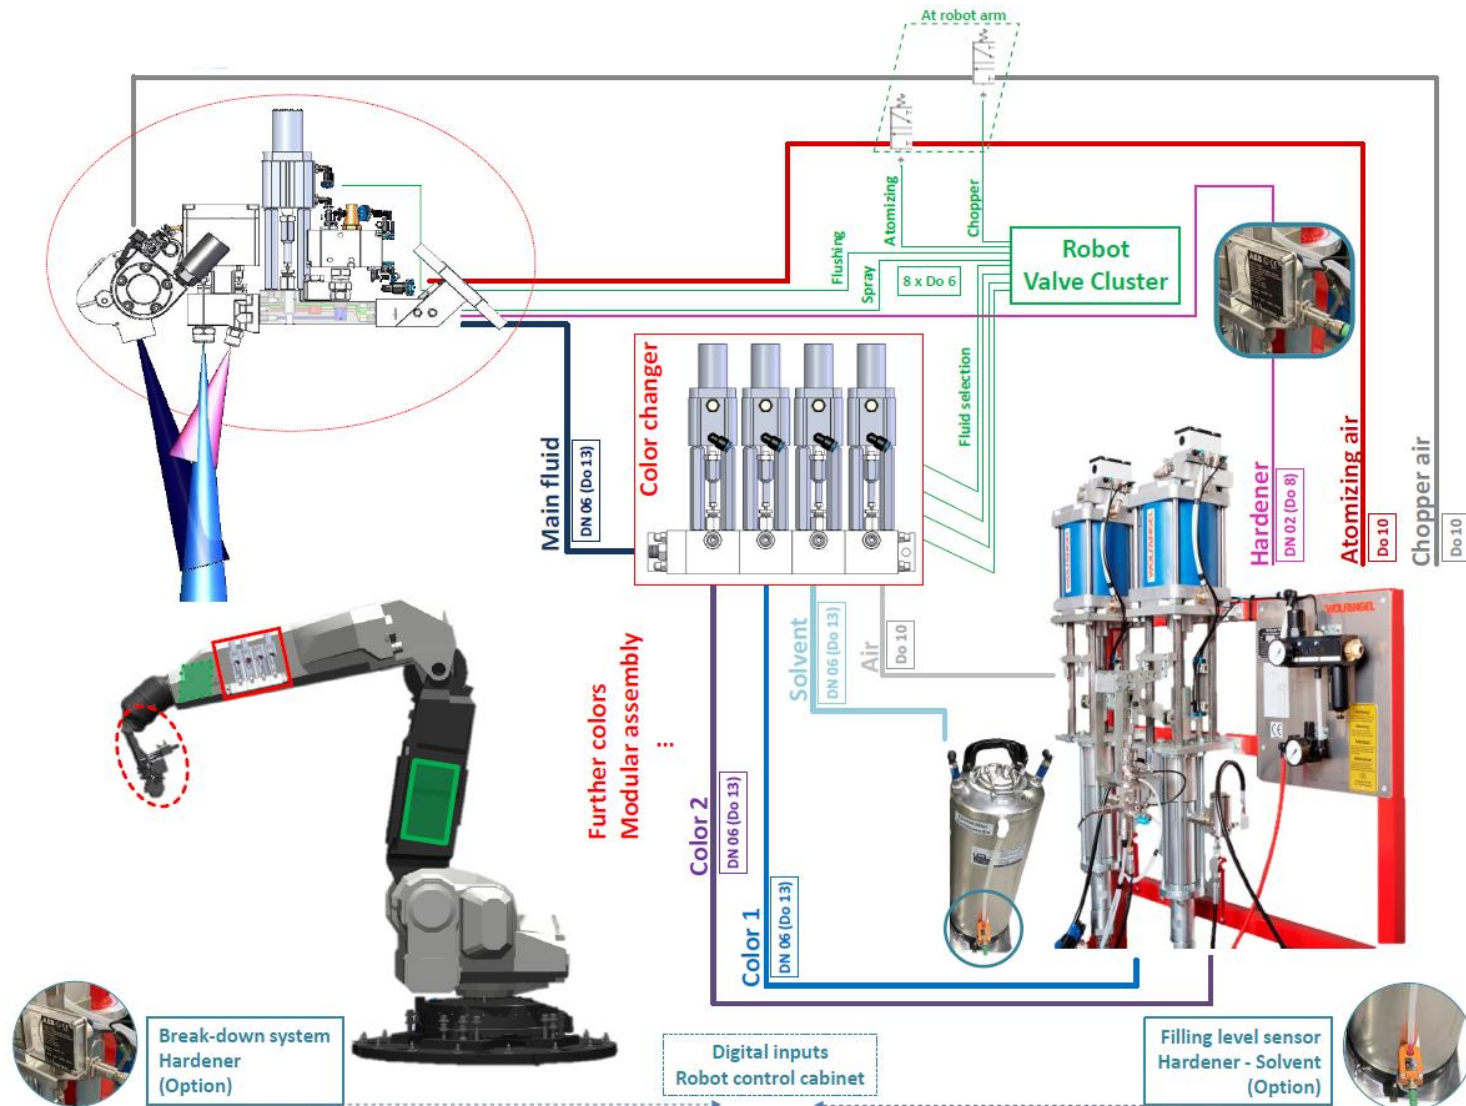 At robot arm
Atomizing
Chopper
Flushing
Spray
8 x Do 6
Robot
Valve Cluster
Fluid selection
Color changer
Main fluid
DN 06 (Do 13)
Hardener
DN 02 (Do 8)
Atomizing air
Do 10
Chopper air
Do 10
Solvent
DN 06 (Do 13)
Air
Do 10
Further colors
Modular assembly
...
Color 2
DN 06 (Do 13)
Color 1
DN 06 (Do 13)
WOLFANGEL
WOLFANGEL
WOLFANGEL
CE
ABB
Break-down system
Hardener
(Option)
Digital inputs
Robot control cabinet
Filling level sensor
Hardener - Solvent
(Option)